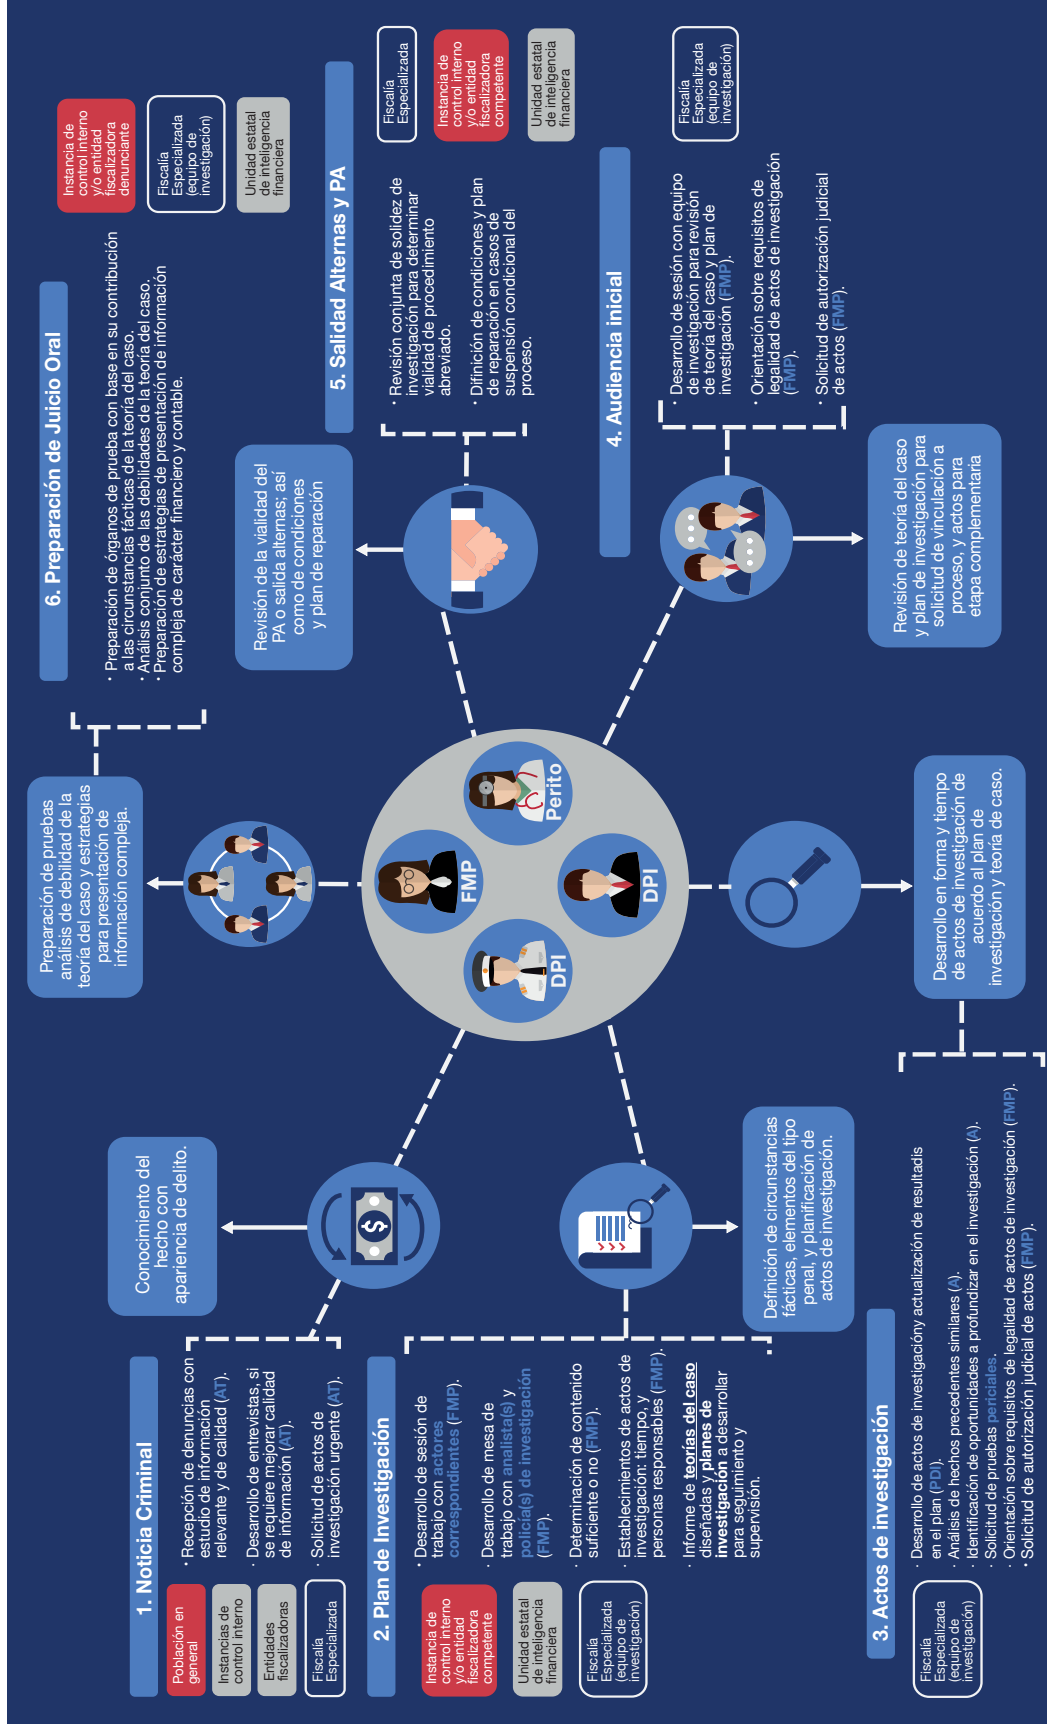 1. Noticia Criminal
Población en
general
Instancias de
control interno
Entidades
fiscalizadoras
Fiscalía
Especializada
· Recepción de denuncias con
estudio de información
relevante y de calidad (AT).
· Desarrollo de entrevistas, si
se requiere mejorar calidad
de información (AT).
· Solicitud de actos de
investigación urgente (AT).
Conocimiento del
hecho con
apariencia de delito.
2. Plan de Investigación
Instancia de
control interno
y/o entidad
fiscalizadora
competente
Unidad estatal
de inteligencia
financiera
Fiscalía
Especializada
(equipo de
investigación)
· Desarrollo de sesión de
trabajo con actores
correspondientes (FMP).
· Desarrollo de mesa de
trabajo con analista(s) y
policía(s) de investigación
(FMP).
· Determinación de contenido
suficiente o no (FMP).
· Establecimientos de actos de
investigación: tiempo, y
personas responsables (FMP).
· Informe de teorías del caso
diseñadas y planes de
investigación a desarrollar
para seguimiento y
supervisión.
Definición de circunstancias
fácticas, elementos del tipo
penal, y planificación de
actos de investigación.
3. Actos de investigación
Fiscalía
Especializada
(equipo de
investigación)
· Desarrollo de actos de investigacióny actualización de resultadis
en el plan (PDI).
· Análisis de hechos precedentes similares (A).
· Identificación de oportunidades a profundizar en el investigación (A).
· Solicitud de pruebas periciales.
· Orientación sobre requisitos de legalidad de actos de investigación (FMP).
· Solicitud de autorización judicial de actos (FMP).
Desarrollo en forma y tiempo
de actos de investigación de
acuerdo al plan de
investigación y teoría de caso.
FMP
DPI
Perito
DPI
4. Audiencia inicial
Fiscalía
Especializada
(equipo de
investigación)
· Desarrollo de sesión con equipo
de investigación para revisión
de teoría del caso y plan de
investigación (FMP).
· Orientación sobre requisitos de
legalidad de actos de investigación
(FMP).
· Solicitud de autorización judicial
de actos (FMP).
Revisión de teoría del caso
y plan de investigación para
solicitud de vinculación a
proceso, y actos para
etapa complementaria
5. Salidad Alternas y PA
Fiscalía
Especializada
Instancia de
control interno
y/o entidad
fiscalizadora
competente
Unidad estatal
de inteligencia
financiera
· Revisión conjunta de solidez de
investigación para determinar
vialidad de procedimiento
abreviado.
· Difinición de condiciones y plan
de reparación en casos de
suspensión condicional del
proceso.
Revisión de la vialidad del
PA o salida alternas; así
como de condiciones
y plan de reparación
6. Preparación de Juicio Oral
Instancia de
control interno
y/o entidad
fiscalizadora
denunciante
Fiscalía
Especializada
(equipo de
investigación)
Unidad estatal
de inteligencia
financiera
· Preparación de órganos de prueba con base en su contribución
a las circunstancias fácticas de la teoría del caso.
· Análisis conjunto de las debilidades de la teoría del caso.
· Preparación de estrategias de presentación de información
compleja de carácter financiero y contable.
Preparación de pruebas
análisis de debilidad de la
teoría del caso y estrategias
para presentación de
información compleja.